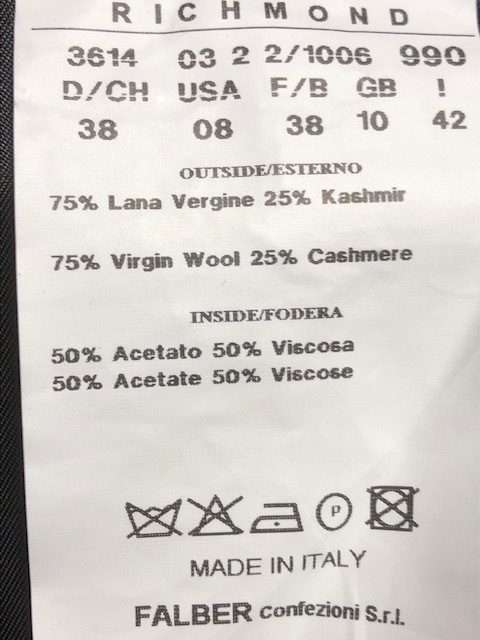 RICHMOND
3614 03 2 2/1006 990
D/CH USA F/B GB !
38 08 38 10 42
OUTSIDE/ESTERNO
75% Lana Vergine 25% Kashmir
75% Virgin Wool 25% Cashmere
INSIDE/FODERA
50% Acetato 50% Viscosa
50% Acetate 50% Viscose
P
MADE IN ITALY
FALBER confezioni S.r.l.